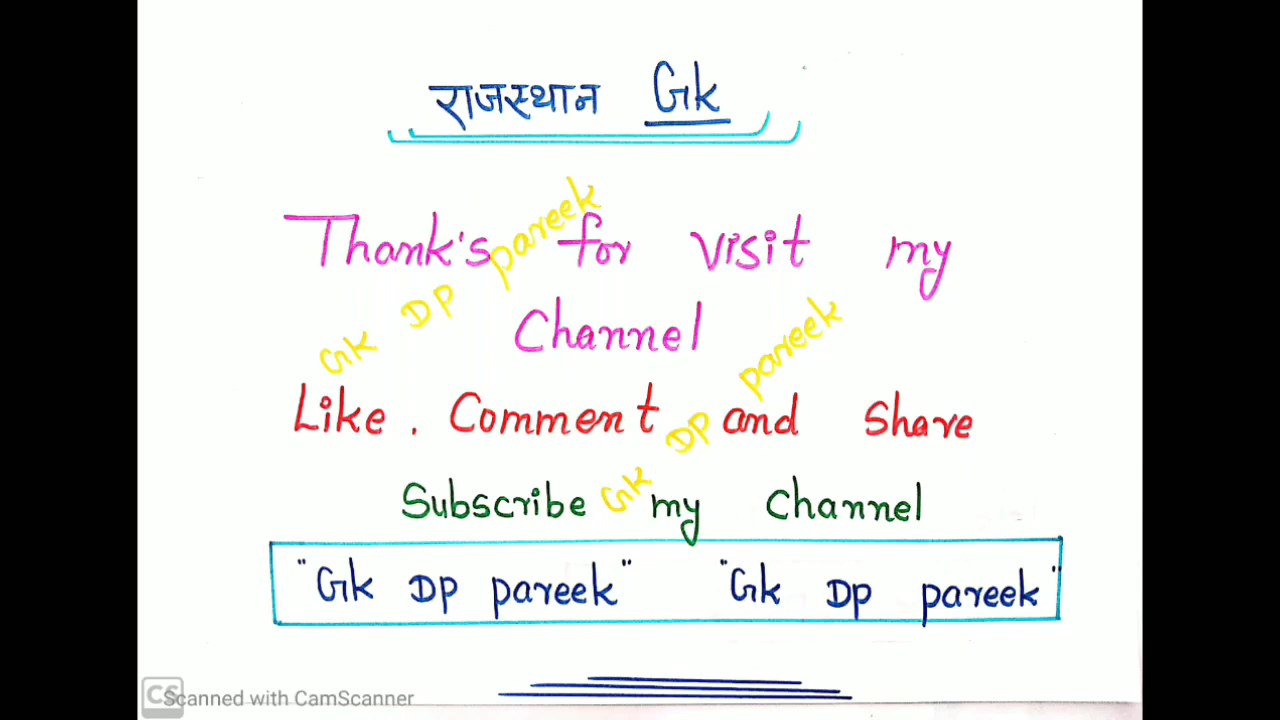 राजस्थान Gk
Thank's for visit my
Channel
Like . Comment and Share
Subscribe my Channel
"Gk DP pareek" "Gk DP pareek"
Gk DP pareek
Gk DP pareek
CS Scanned with CamScanner